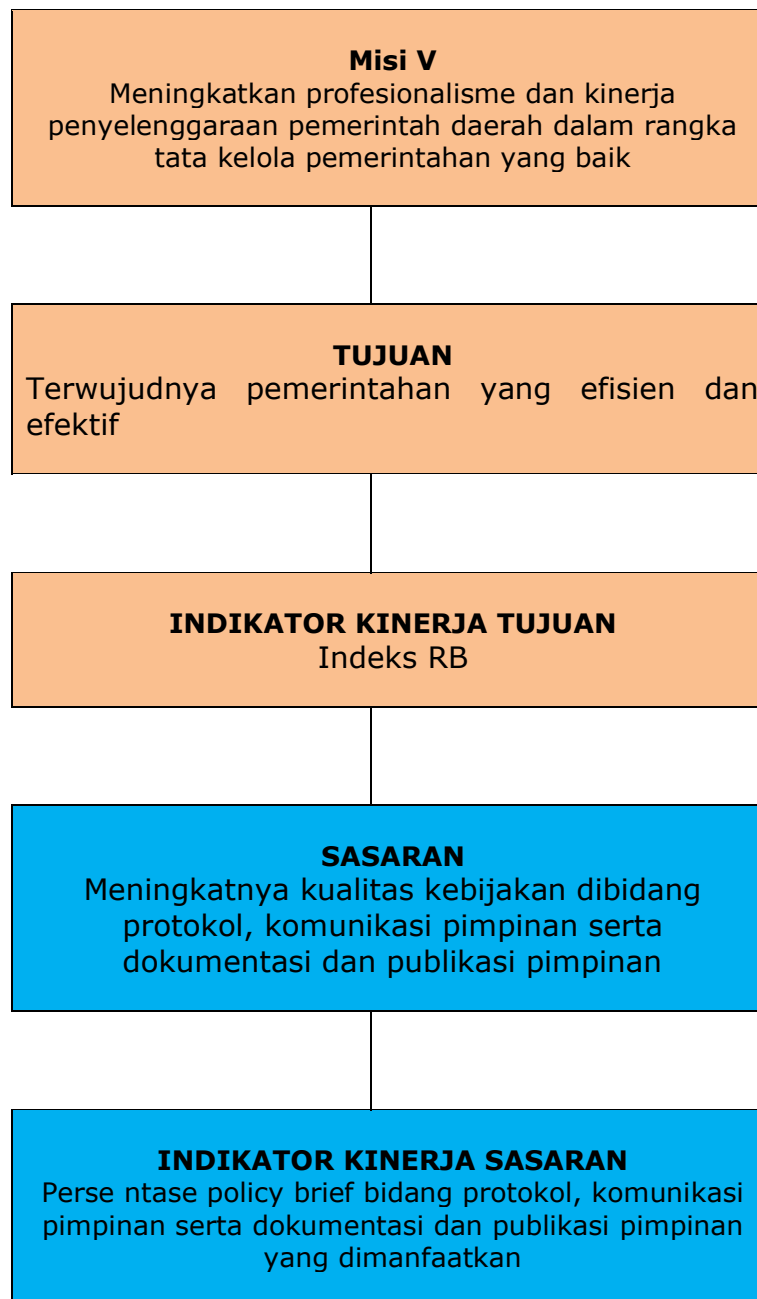 Misi V
Meningkatkan profesionalisme dan kinerja
penyelenggaraan pemerintah daerah dalam rangka
tata kelola pemerintahan yang baik
TUJUAN
Terwujudnya pemerintahan yang efisien dan
efektif
INDIKATOR KINERJA TUJUAN
Indeks RB
SASARAN
Meningkatnya kualitas kebijakan dibidang
protokol, komunikasi pimpinan serta
dokumentasi dan publikasi pimpinan
INDIKATOR KINERJA SASARAN
Perse ntase policy brief bidang protokol, komunikasi
pimpinan serta dokumentasi dan publikasi pimpinan
yang dimanfaatkan